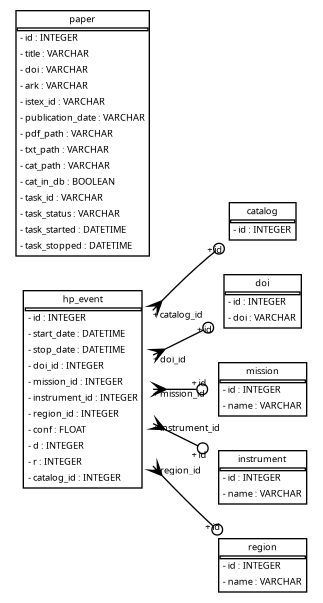 paper
- id : INTEGER
- title : VARCHAR
- doi : VARCHAR
- ark : VARCHAR
- istex_id : VARCHAR
- publication_date : VARCHAR
- pdf_path : VARCHAR
- txt_path : VARCHAR
- cat_path : VARCHAR
- cat_in_db : BOOLEAN
- task_id : VARCHAR
- task_status : VARCHAR
- task_started : DATETIME
- task_stopped : DATETIME
hp_event
- id : INTEGER
- start_date : DATETIME
- stop_date : DATETIME
- doi_id : INTEGER
- mission_id : INTEGER
- instrument_id : INTEGER
- region_id : INTEGER
- conf : FLOAT
- d : INTEGER
- r : INTEGER
- catalog_id : INTEGER
+ catalog_id
+ id
catalog
- id : INTEGER
+ doi_id
+ id
doi
- id : INTEGER
- doi : VARCHAR
+ mission_id
+ id
mission
- id : INTEGER
- name : VARCHAR
+ instrument_id
+ id
instrument
- id : INTEGER
- name : VARCHAR
+ region_id
+ id
region
- id : INTEGER
- name : VARCHAR